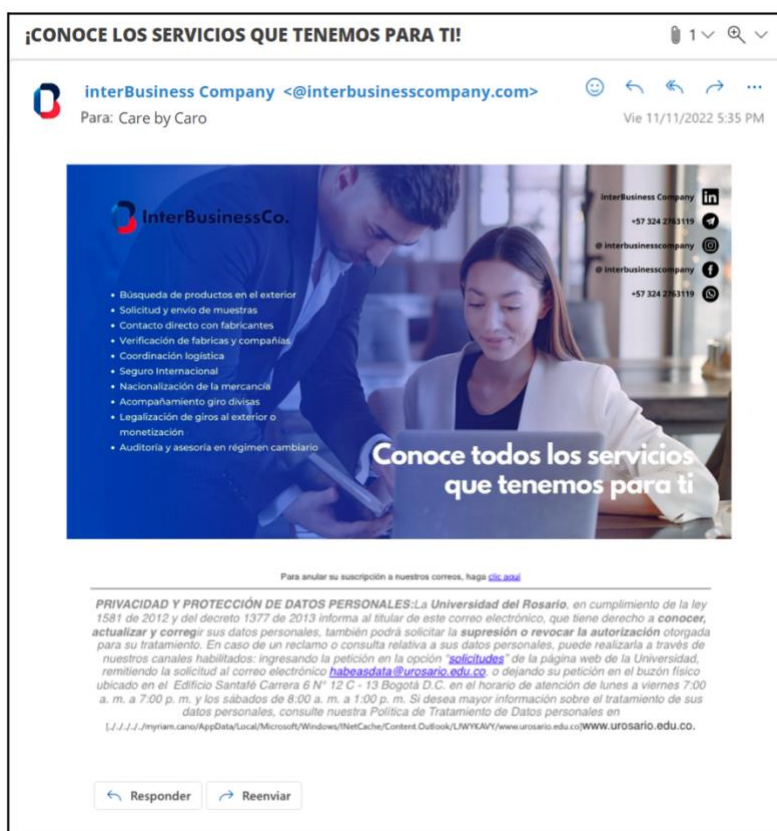 ¡CONOCE LOS SERVICIOS QUE TENEMOS PARA TI!
1
interBusiness Company <@interbusinesscompany.com>
Para: Care by Caro
Vie 11/11/2022 5:35 PM
InterBusinessCo.
InterBusiness Company
+57 324 2763119
@ interbusinesscompany
@ interbusinesscompany
+57 324 2763119
• Búsqueda de productos en el exterior
• Solicitud y envio de muestras
• Contacto directo con fabricantes
• Verificación de fabricas y compañías
• Coordinación logística
• Seguro Internacional
• Nacionalización de la mercancía
• Acompañamiento giro divisas
• Legalización de giros al exterior o
monetización
• Auditoría y asesoría en régimen cambiario
Conoce todos los servicios
que tenemos para ti
Para anular su suscripción a nuestros correos, haga clic aquí
PRIVACIDAD Y PROTECCIÓN DE DATOS PERSONALES:La Universidad del Rosario, en cumplimiento de la ley
1581 de 2012 y del decreto 1377 de 2013 informa al titular de este correo electrónico, que tiene derecho a conocer,
actualizar y corregir sus datos personales, también podrá solicitar la supresión o revocar la autorización otorgada
para su tratamiento. En caso de un reclamo o consulta relativa a sus datos personales, puede realizarla a través de
nuestros canales habilitados: ingresando la petición en la opción "solicitudes" de la página web de la Universidad,
remitiendo la solicitud al correo electrónico habeasdata@urosario.edu.co. o dejando su petición en el buzón físico
ubicado en el Edificio Santafé Carrera 6 N° 12 C - 13 Bogotá D.C. en el horario de atención de lunes a viernes 7:00
a. m. a 7:00 p. m. y los sábados de 8:00 a. m. a 1:00 p. m. Si desea mayor información sobre el tratamiento de sus
datos personales, consulte nuestra Política de Tratamiento de Datos personales en
[./././././myriam.cano/AppData/Local/Microsoft/Windows/INetCache/Content.Outlook/LJWYKAVY/www.urosario.edu.co]www.urosario.edu.co.
Responder
Reenviar